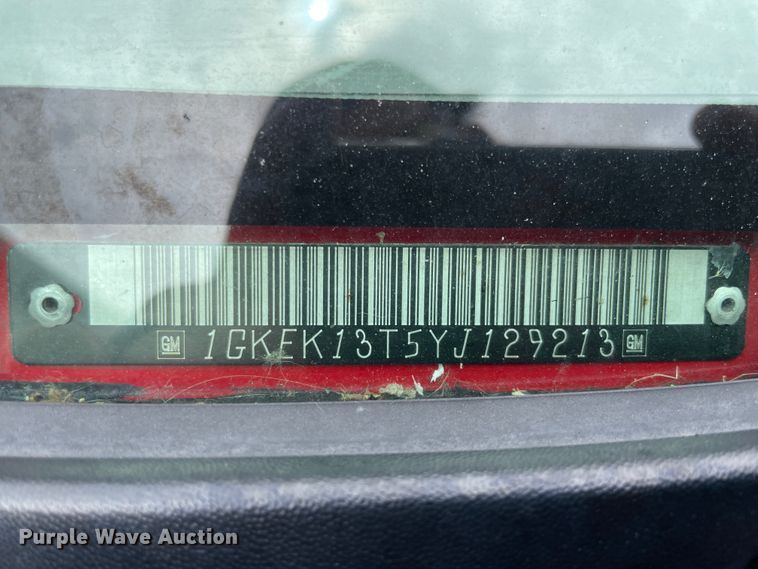 GM 1GKEK13T5YJ129213 GM
Purple Wave Auction